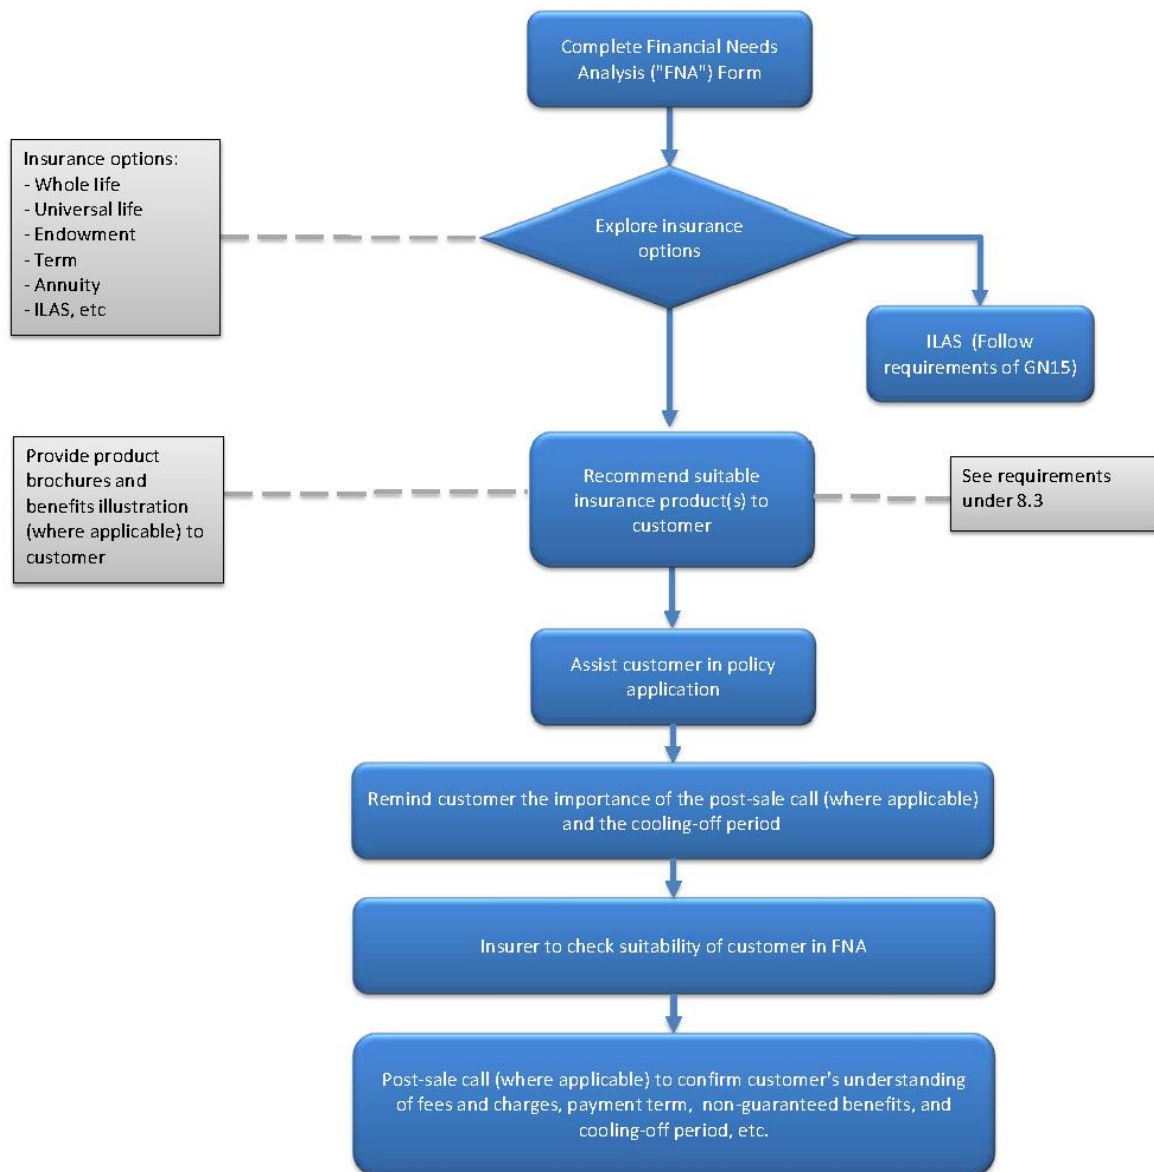 Complete Financial Needs
Analysis ("FNA") Form
Insurance options:
- Whole life
- Universal life
- Endowment
- Term
- Annuity
- ILAS, etc
Explore insurance
options
ILAS (Follow
requirements of GN15)
Provide product
brochures and
benefits illustration
(where applicable) to
customer
Recommend suitable
insurance product(s) to
customer
See requirements
under 8.3
Assist customer in policy
application
Remind customer the importance of the post-sale call (where applicable)
and the cooling-off period
Insurer to check suitability of customer in FNA
Post-sale call (where applicable) to confirm customer's understanding
of fees and charges, payment term, non-guaranteed benefits, and
cooling-off period, etc.